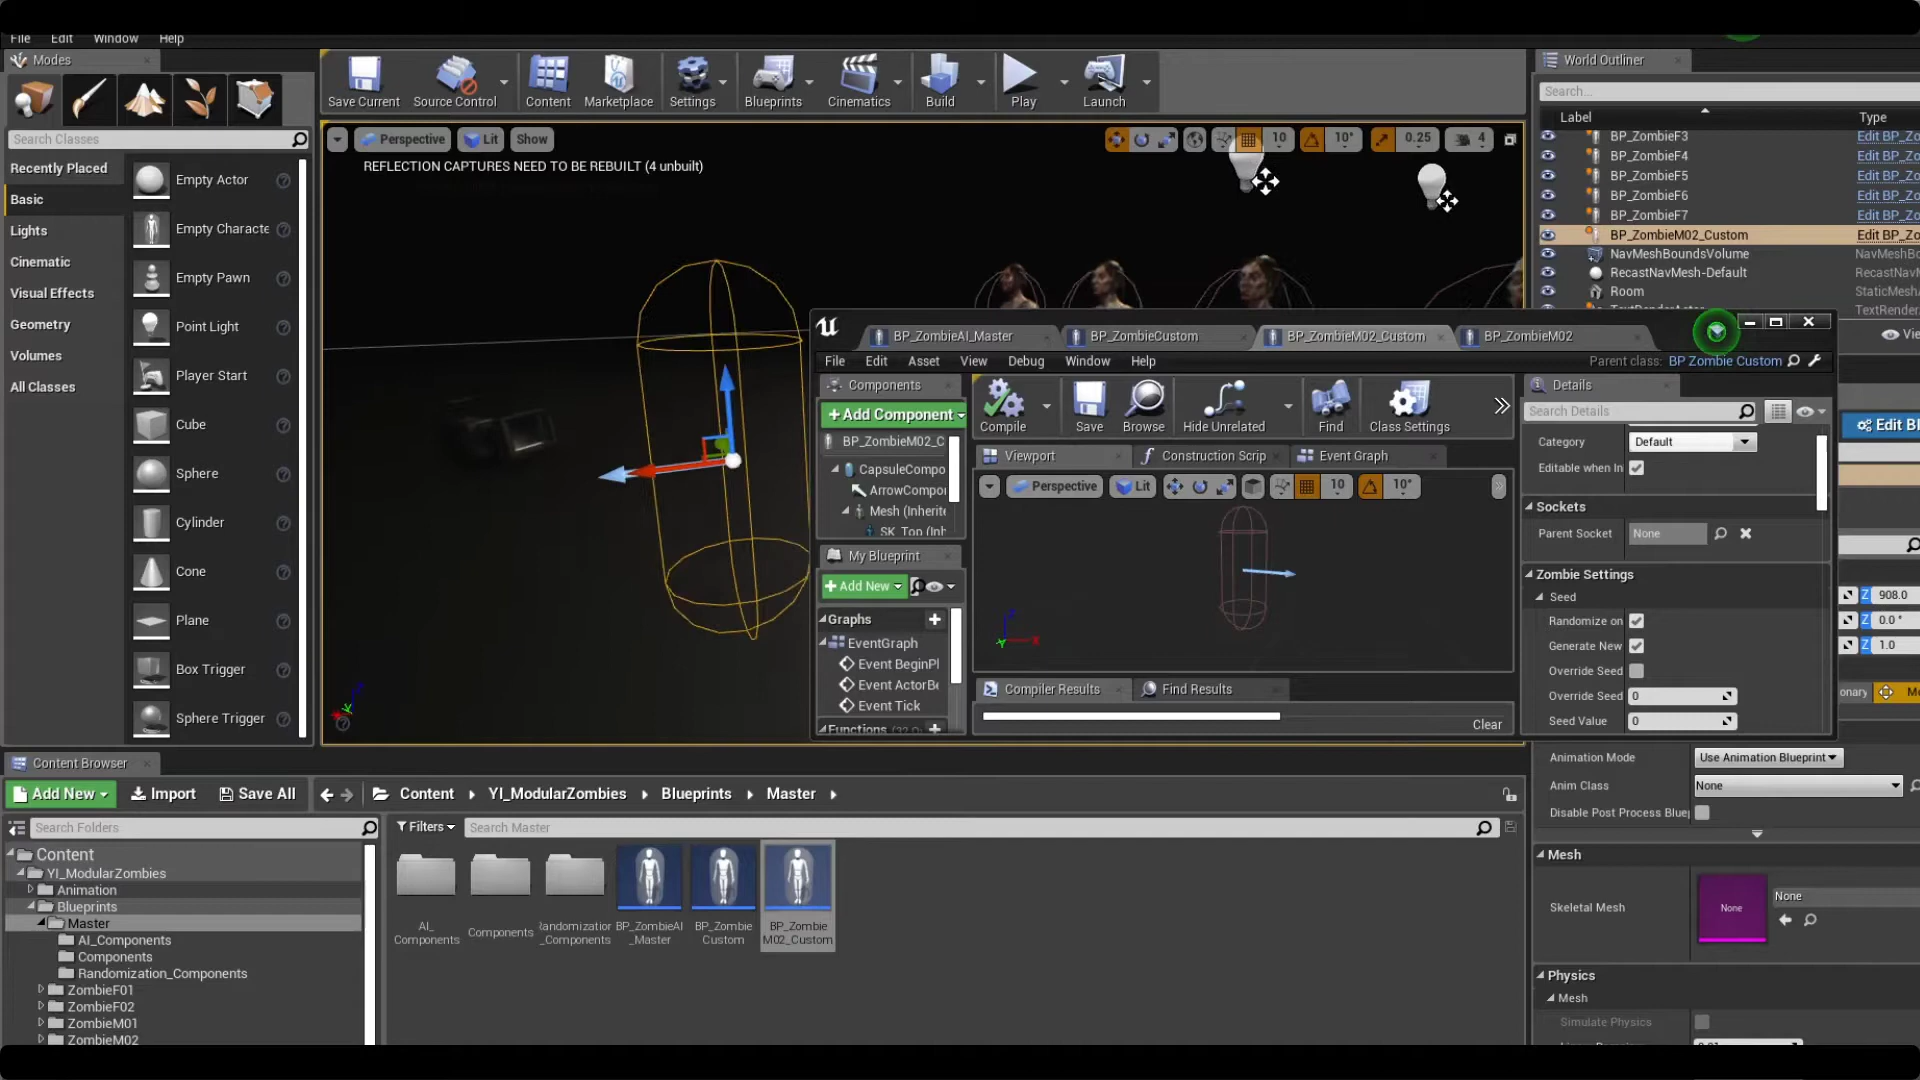 File Edit Window Help
Modes
Save Current
Source Control
Content
Marketplace
Settings
Blueprints
Cinematics
Build
Play
Launch
World Outliner
Search...
Label
Type
Search Classes
Recently Placed
Basic
Lights
Cinematic
Visual Effects
Geometry
Volumes
All Classes
Empty Actor
Empty Characte
Empty Pawn
Point Light
Player Start
Cube
Sphere
Cylinder
Cone
Plane
Box Trigger
Sphere Trigger
Perspective
Lit
Show
10
10°
0.25
4
REFLECTION CAPTURES NEED TO BE REBUILT (4 unbuilt)
BP_ZombieF3 Edit BP_Zo
BP_ZombieF4 Edit BP_Zo
BP_ZombieF5 Edit BP_Zo
BP_ZombieF6 Edit BP_Zo
BP_ZombieF7 Edit BP_Zo
BP_ZombieM02_Custom Edit BP_Zo
NavMeshBoundsVolume NavMeshBo
RecastNavMesh-Default RecastNavM
Room StaticMeshA
BP_ZombieAI_Master
BP_ZombieCustom
BP_ZombieM02_Custom
BP_ZombieM02
File Edit Asset View Debug Window Help
Parent class: BP Zombie Custom
Components
+Add Component
BP_ZombieM02_C
CapsuleCompo
ArrowCompo
Mesh (Inherite
SK_Top (Inh
My Blueprint
+Add New
Graphs
EventGraph
Event BeginPl
Event ActorBe
Event Tick
Functions
Compile
Save
Browse
Hide Unrelated
Find
Class Settings
Viewport
Construction Scrip
Event Graph
Perspective
Lit
10
10°
Compiler Results
Find Results
Clear
Details
Search Details
Category Default
Editable when In
Sockets
Parent Socket None
Zombie Settings
Seed
Randomize on
Generate New
Override Seed
Override Seed 0
Seed Value 0
Edit Bl
Z 908.0
Z 0.0°
Z 1.0
Animation Mode Use Animation Blueprint
Anim Class None
Disable Post Process Bluep
Mesh
Skeletal Mesh
None
None
Physics
Mesh
Simulate Physics
Content Browser
Add New
Import
Save All
Content
YI_ModularZombies
Blueprints
Master
Search Folders
Filters
Search Master
Content
YI_ModularZombies
Animation
Blueprints
Master
AI_Components
Components
Randomization_Components
ZombieF01
ZombieF02
ZombieM01
ZombieM02
AI_
Components
Components
Randomization
_Components
BP_ZombieAI
_Master
BP_Zombie
Custom
BP_Zombie
M02_Custom